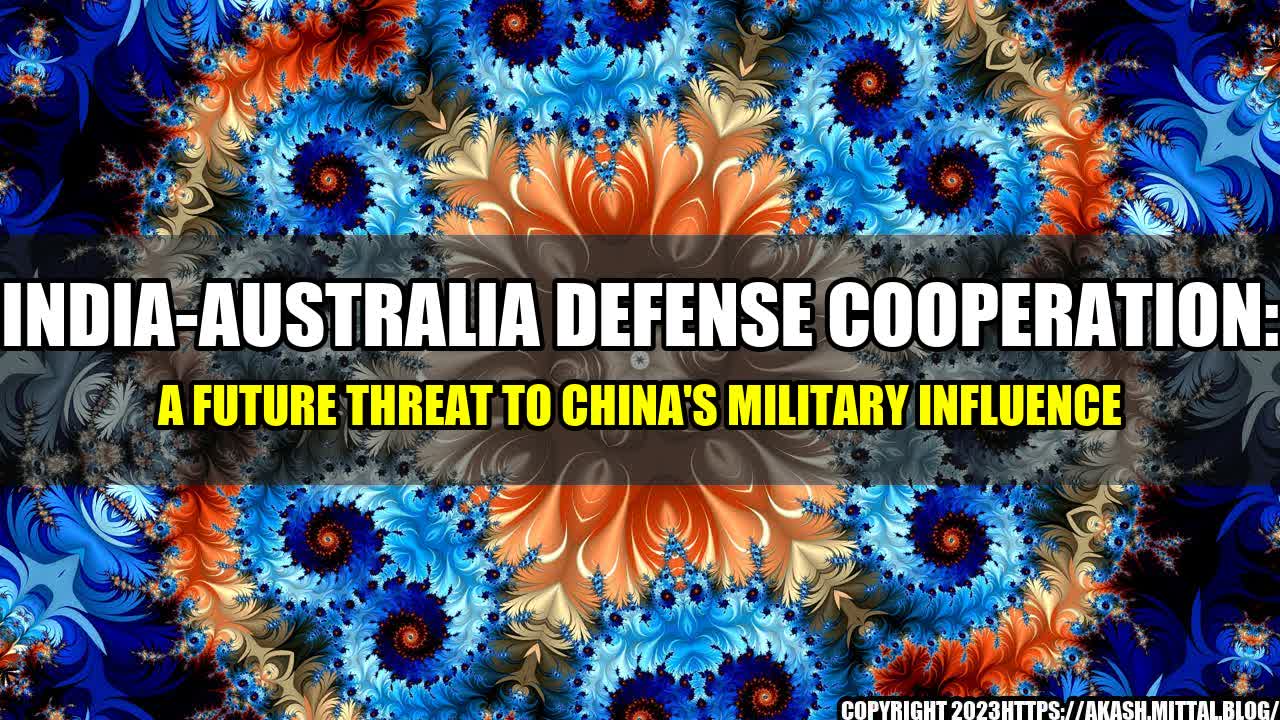 INDIA-AUSTRALIA DEFENSE COOPERATION:
A FUTURE THREAT TO CHINA'S MILITARY INFLUENCE
COPYRIGHT 2023HTTPS://AKASH.MITTAL.BLOG/